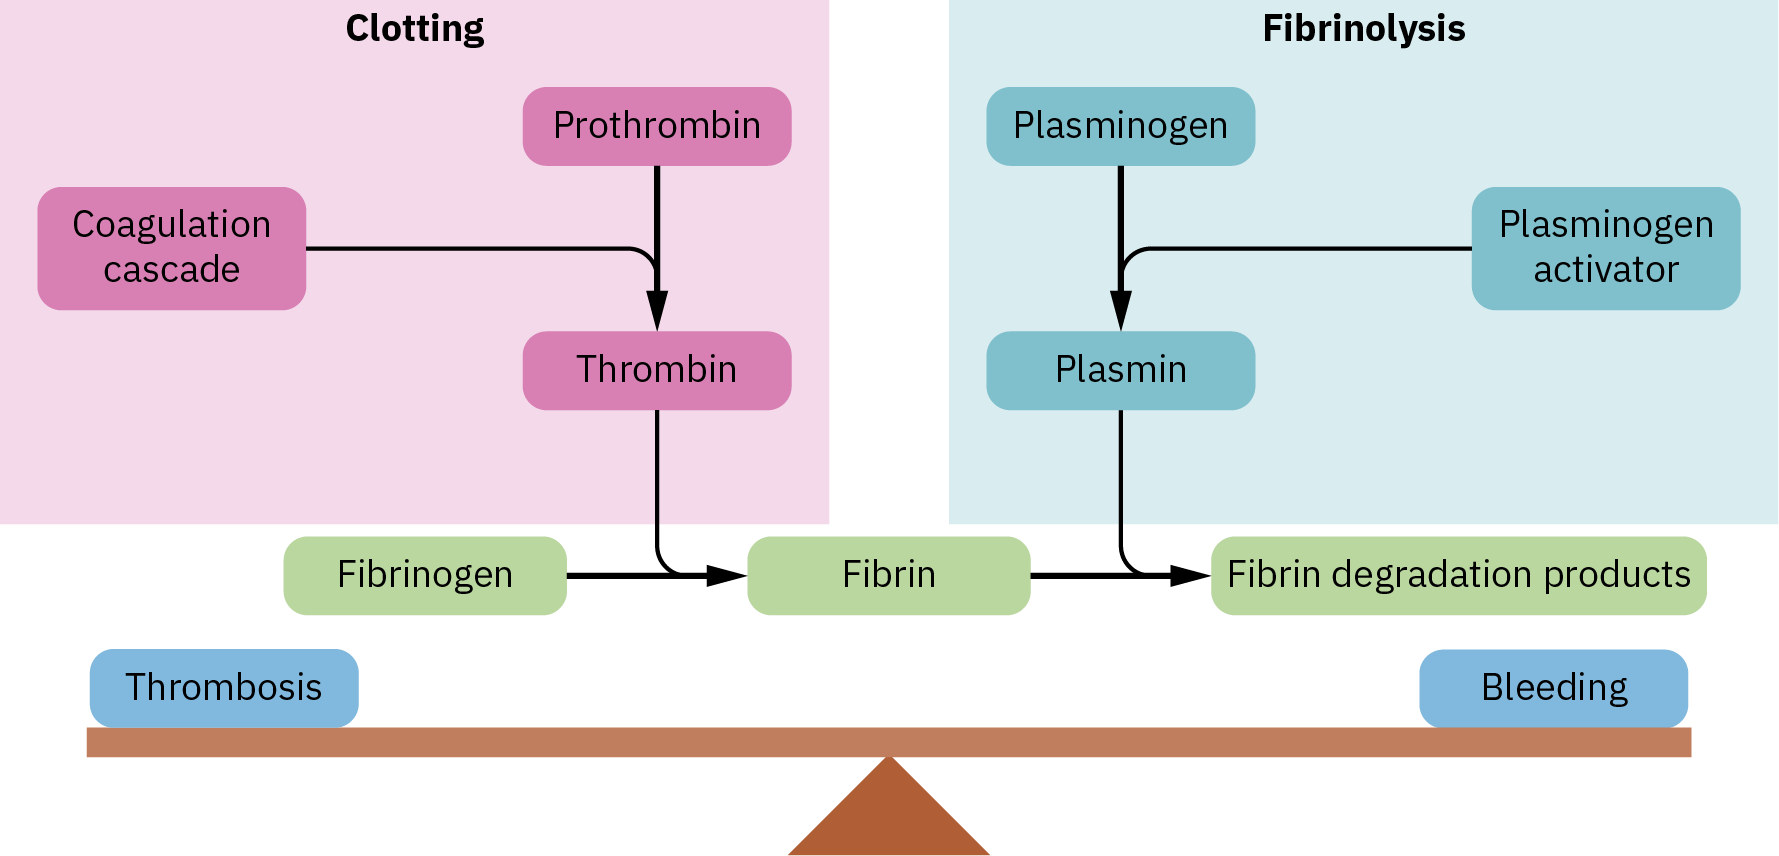 Clotting
Fibrinolysis
Prothrombin
Plasminogen
Coagulation
cascade
Plasminogen
activator
Thrombin
Plasmin
Fibrinogen
Fibrin
Fibrin degradation products
Thrombosis
Bleeding